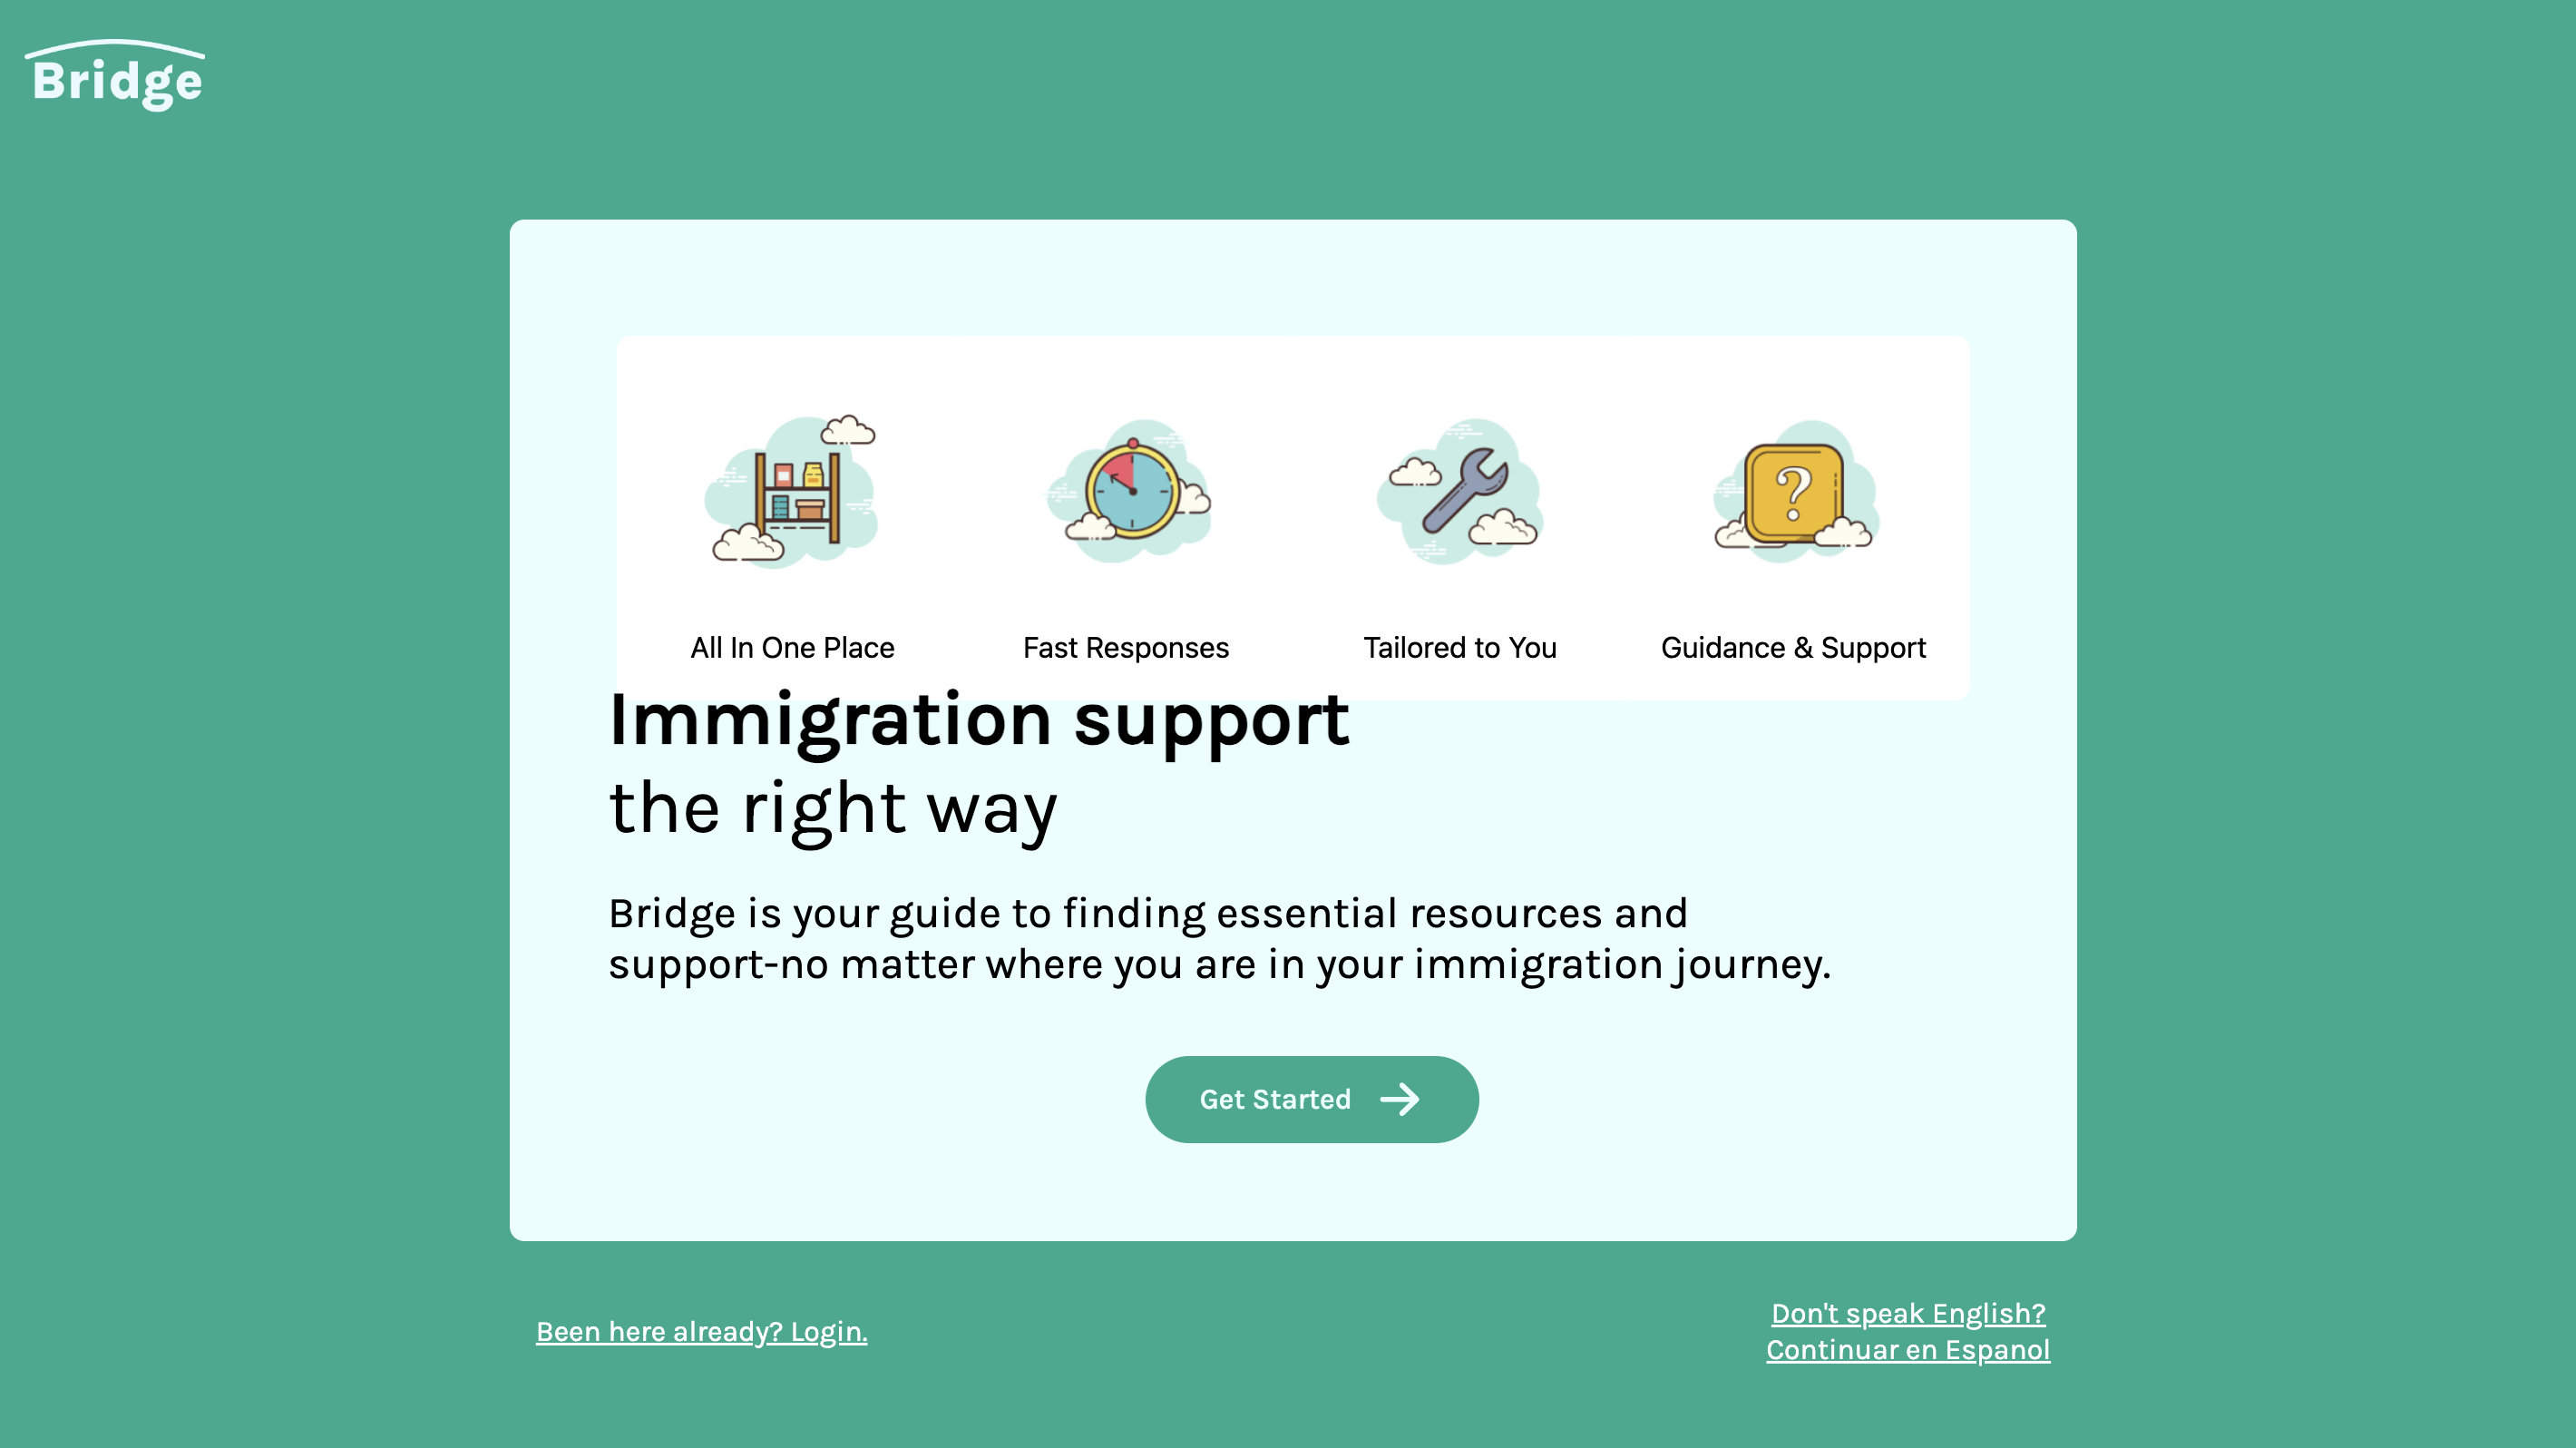 Bridge
All In One Place
Fast Responses
Tailored to You
Guidance & Support
Immigration support
the right way
Bridge is your guide to finding essential resources and
support-no matter where you are in your immigration journey.
Get Started
Been here already? Login.
Don't speak English?
Continuar en Espanol